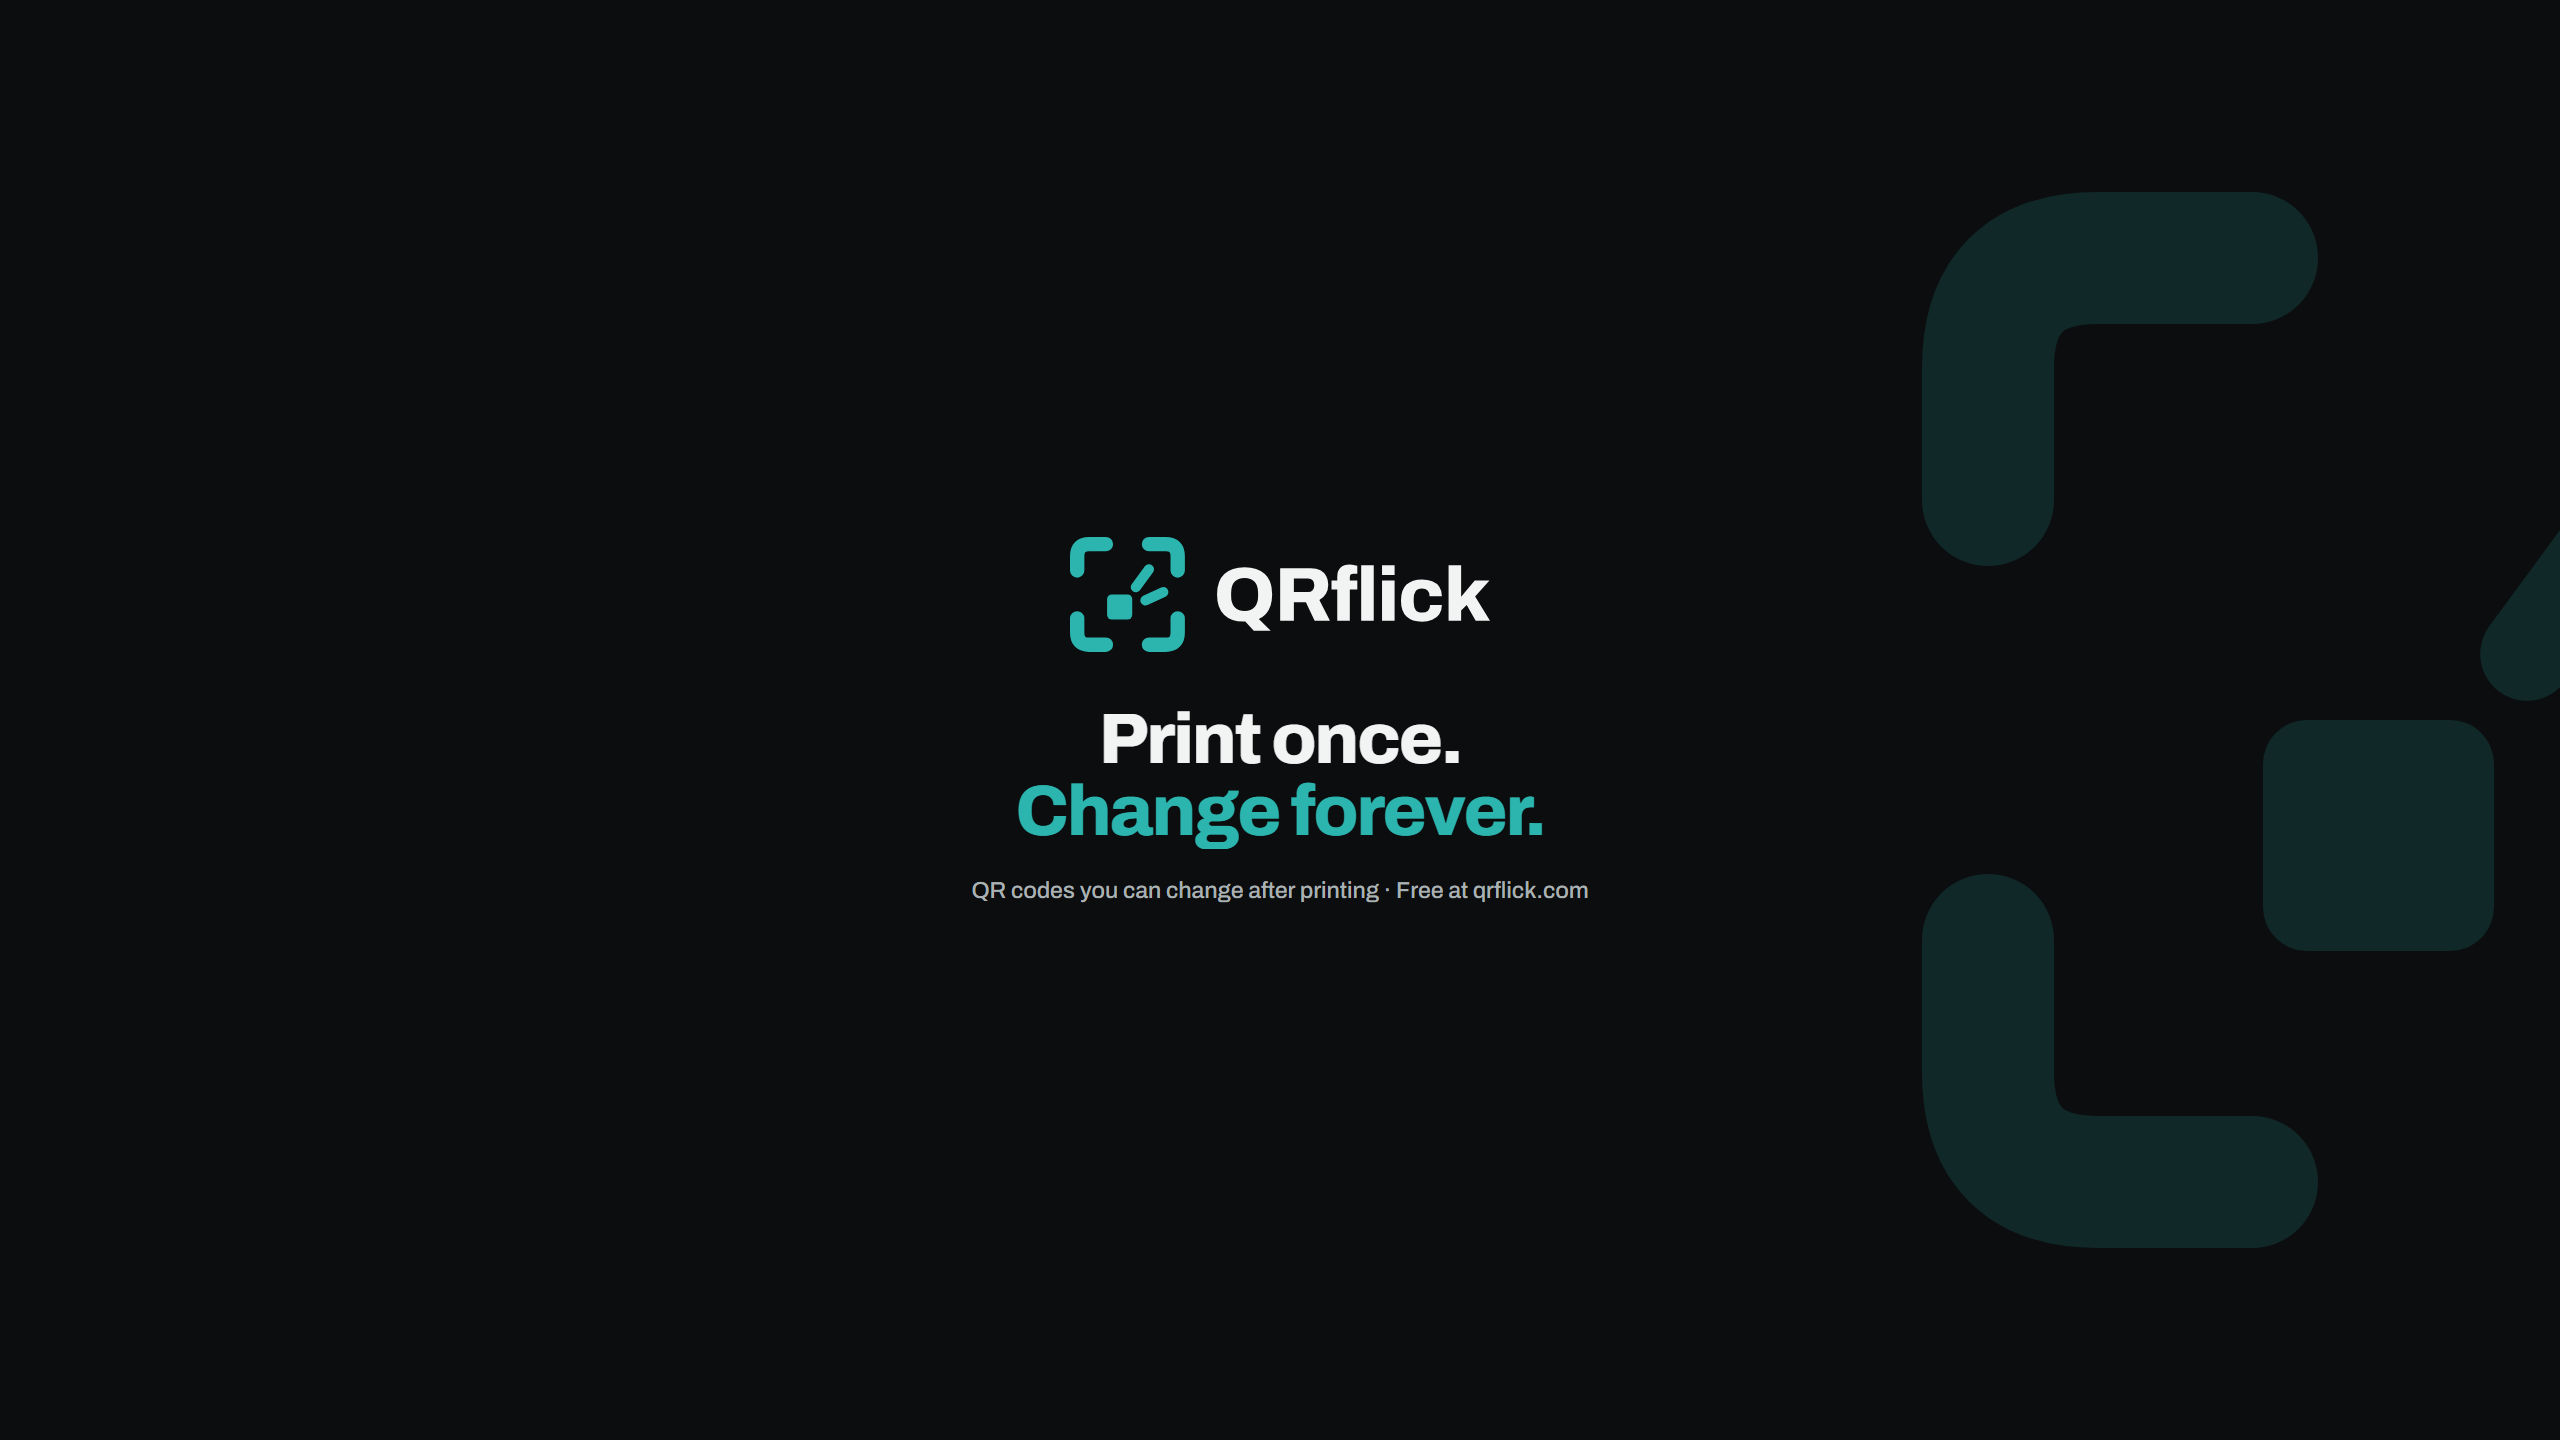 QRflick
Print once.
Change forever.
QR codes you can change after printing · Free at qrflick.com